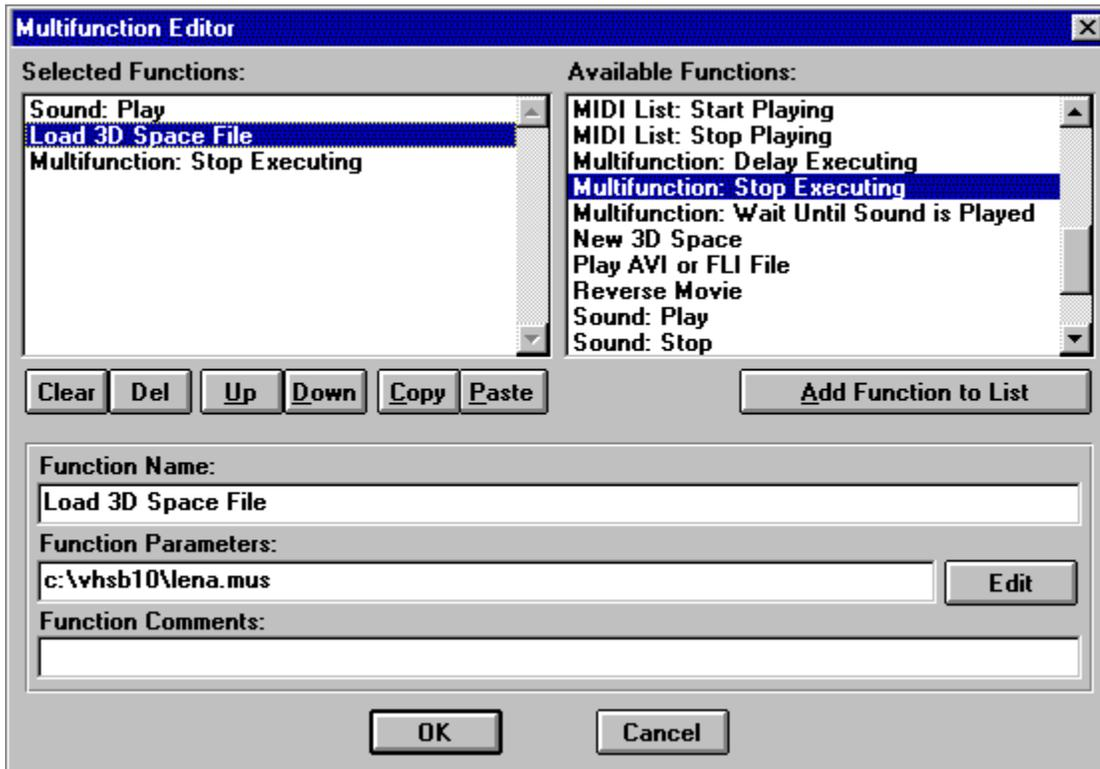 Multifunction Editor
Selected Functions:
Sound: Play
Load 3D Space File
Multifunction: Stop Executing
Available Functions:
MIDI List: Start Playing
MIDI List: Stop Playing
Multifunction: Delay Executing
Multifunction: Stop Executing
Multifunction: Wait Until Sound is Played
New 3D Space
Play AVI or FLI File
Reverse Movie
Sound: Play
Sound: Stop
Clear Del Up Down Copy Paste
Add Function to List
Function Name:
Load 3D Space File
Function Parameters:
c:\vhsb10\lena.mus
Edit
Function Comments:
OK Cancel